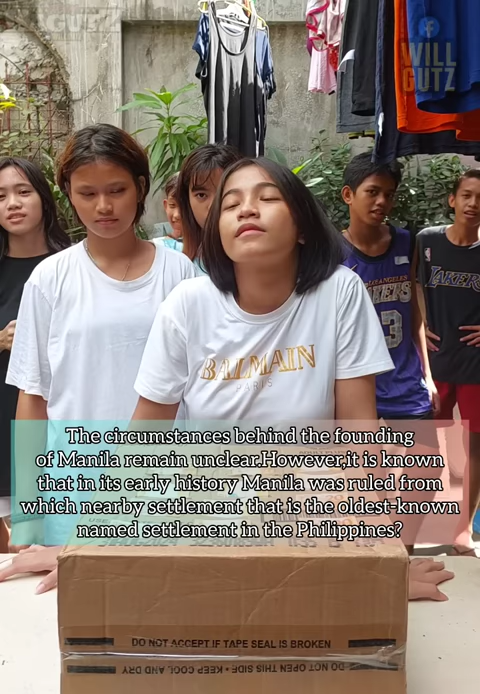 WILL
GUTZ
BALMAIN
PARIS
LOS ANGELES
3
LAKERS
The circumstances behind the founding
of Manila remain unclear.However,it is known
that in its early history Manila was ruled from
which nearby settlement that is the oldest-known
named settlement in the Philippines?
DO NOT ACCEPT IF TAPE SEAL IS BROKEN
DO NOT OPEN THIS SIDE • KEEP COOL AND DRY